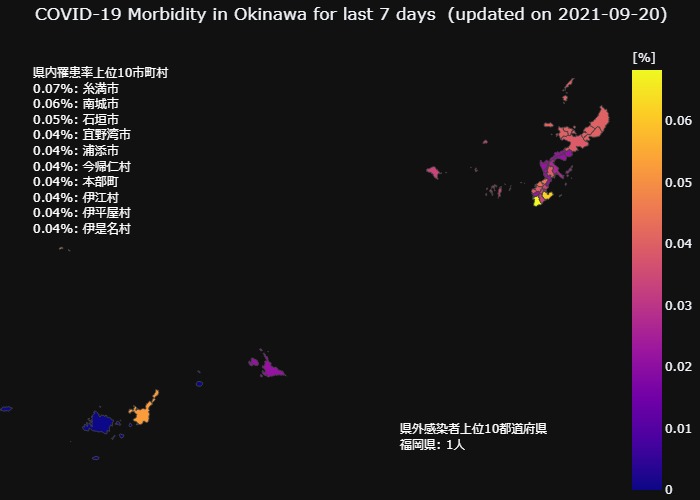 COVID-19 Morbidity in Okinawa for last 7 days (updated on 2021-09-20)
県内罹患率上位10市町村
0.07%: 糸満市
0.06%: 南城市
0.05%: 石垣市
0.04%: 宜野湾市
0.04%: 浦添市
0.04%: 今帰仁村
0.04%: 本部町
0.04%: 伊江村
0.04%: 伊平屋村
0.04%: 伊是名村
[%]
0.06
0.05
0.04
0.03
0.02
0.01
0
県外感染者上位10都道府県
福岡県: 1人